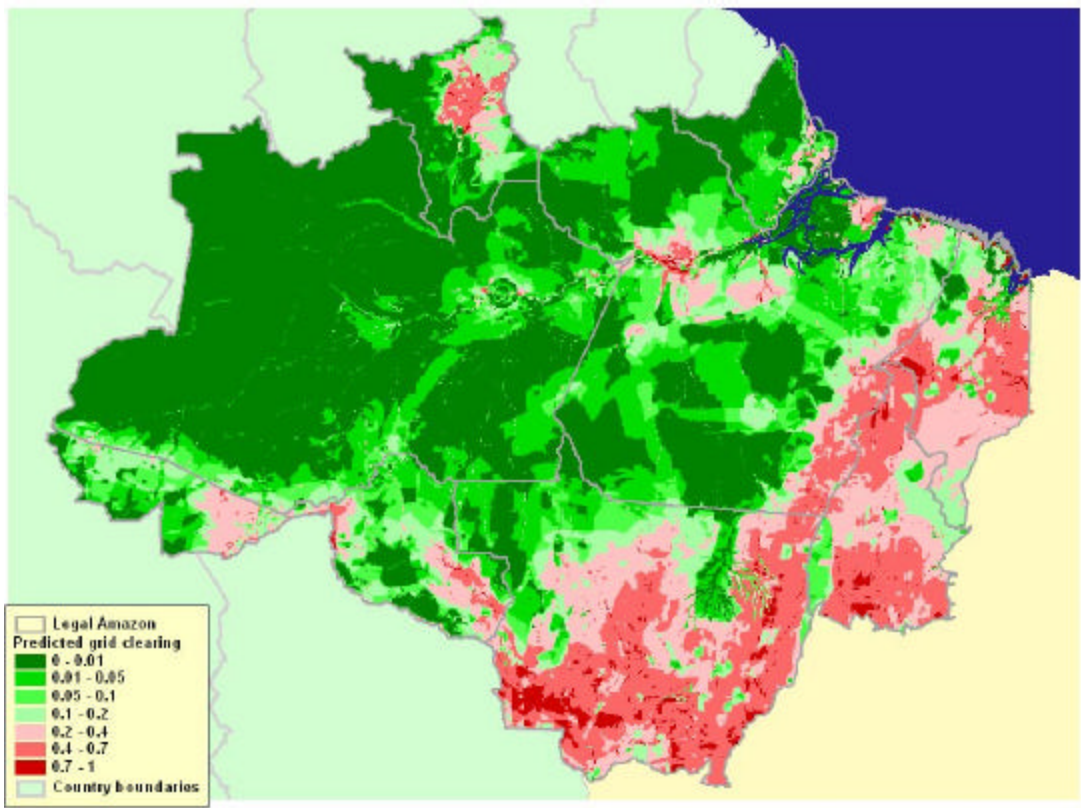 Legal Amazon
Predicted grid clearing
0 - 0.01
0.01 - 0.05
0.05 - 0.1
0.1 - 0.2
0.2 - 0.4
0.4 - 0.7
0.7 - 1
Country boundaries